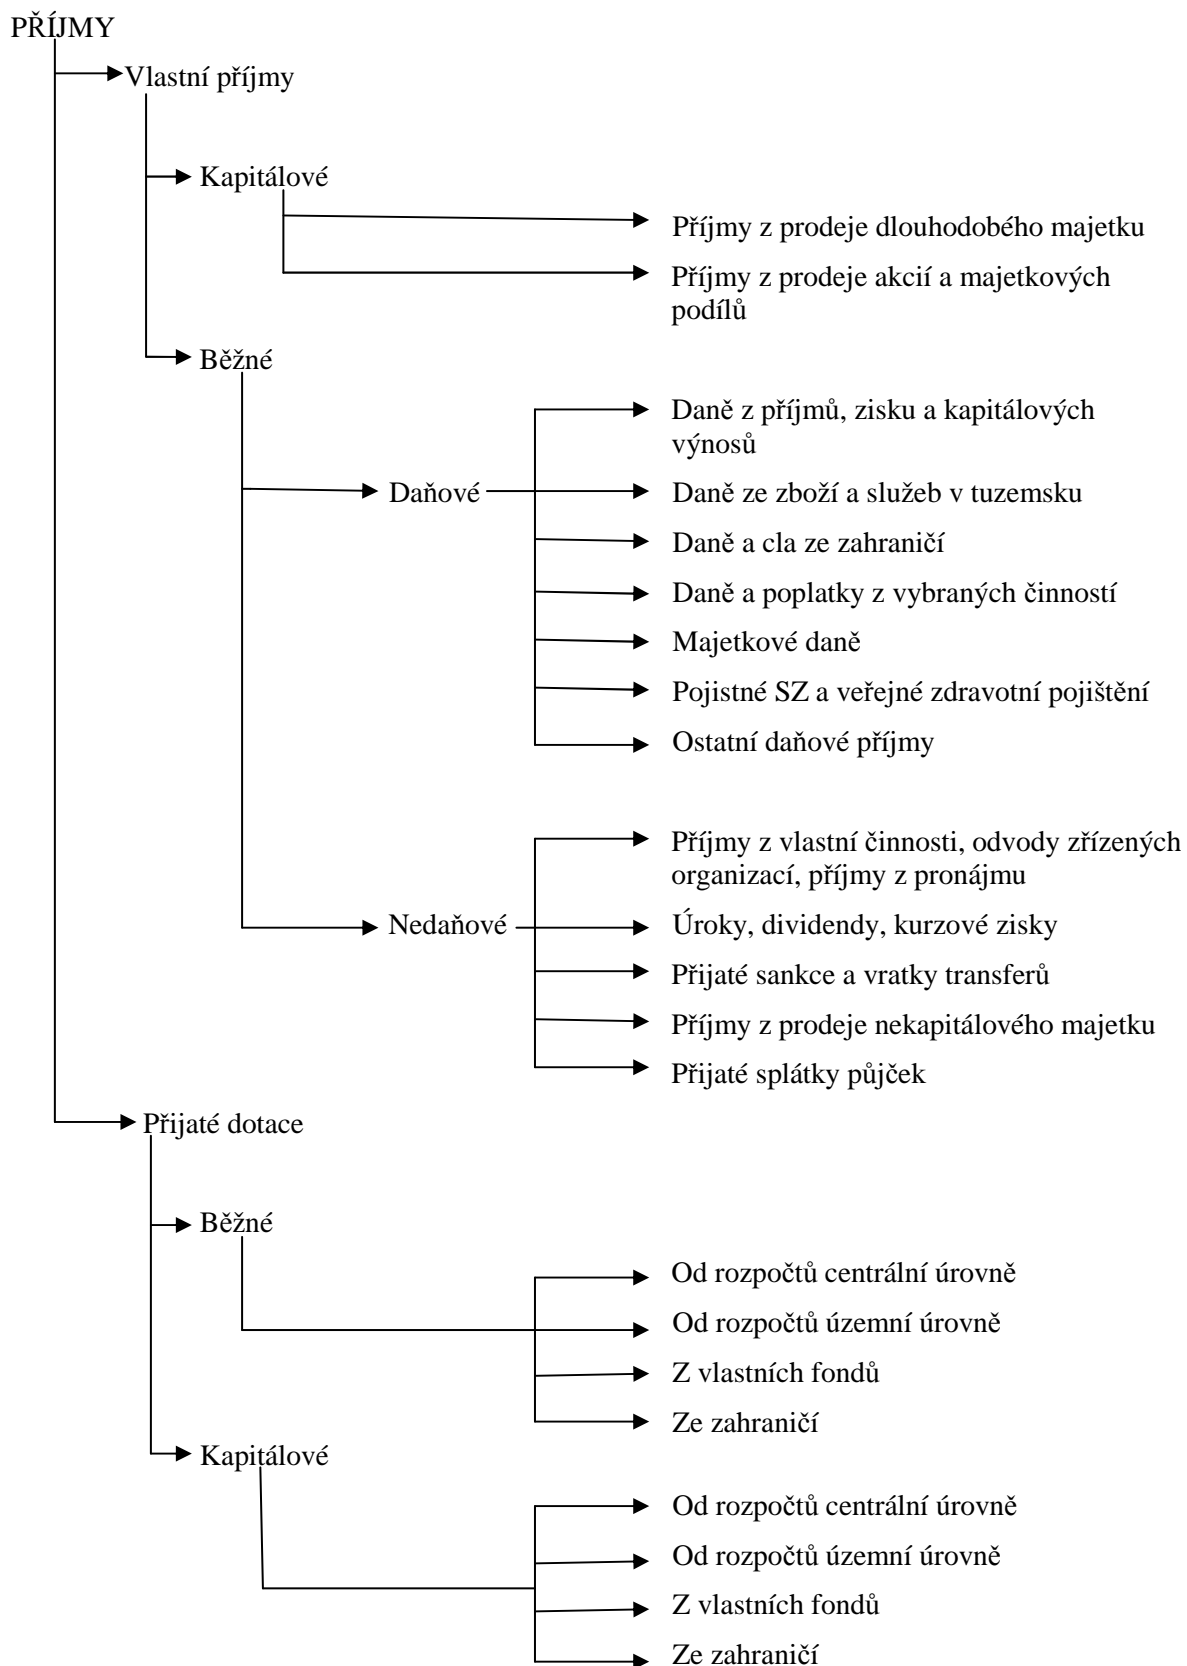 PŘÍJMY
Vlastní příjmy
Kapitálové
Příjmy z prodeje dlouhodobého majetku
Příjmy z prodeje akcií a majetkových
podílů
Běžné
Daně z příjmů, zisku a kapitálových
výnosů
Daňové
Daně ze zboží a služeb v tuzemsku
Daně a cla ze zahraničí
Daně a poplatky z vybraných činností
Majetkové daně
Pojistné SZ a veřejné zdravotní pojištění
Ostatní daňové příjmy
Příjmy z vlastní činnosti, odvody zřízených
organizací, příjmy z pronájmu
Nedaňové
Úroky, dividendy, kurzové zisky
Přijaté sankce a vratky transferů
Příjmy z prodeje nekapitálového majetku
Přijaté splátky půjček
Přijaté dotace
Běžné
Od rozpočtů centrální úrovně
Od rozpočtů územní úrovně
Z vlastních fondů
Ze zahraničí
Kapitálové
Od rozpočtů centrální úrovně
Od rozpočtů územní úrovně
Z vlastních fondů
Ze zahraničí